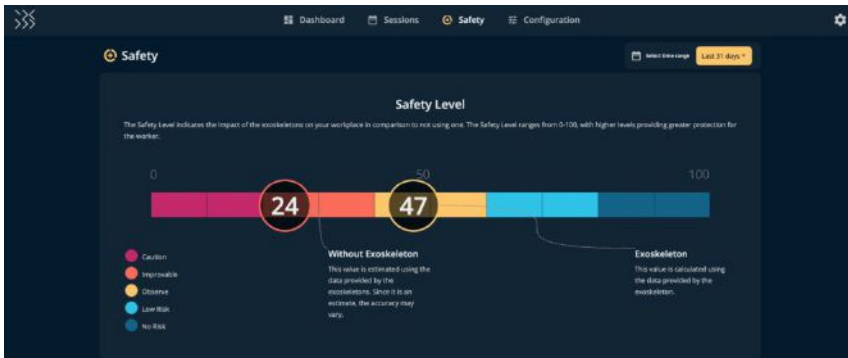 Dashboard Sessions Safety Configuration
Safety
Select time range Last 31 days
Safety Level
The Safety Level indicates the impact of the exoskeletons on your workplace in comparison to not using one. The Safety Level ranges from 0-100, with higher levels providing greater protection for
the worker.
0 50 100
24 47
Caution
Improvable
Observe
Low Risk
No Risk
Without Exoskeleton
This value is estimated using the
data provided by the
exoskeletons. Since it is an
estimate, the accuracy may
vary.
Exoskeleton
This value is calculated using
the data provided by the
exoskeleton.